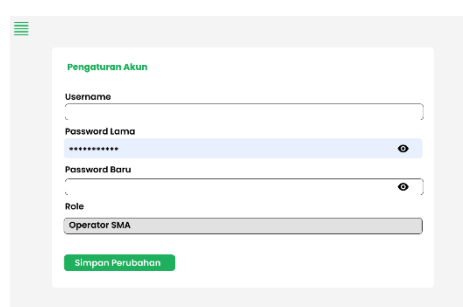 Pengaturan Akun
Username
Password Lama
***********
Password Baru
Role
Operator SMA
Simpan Perubahan